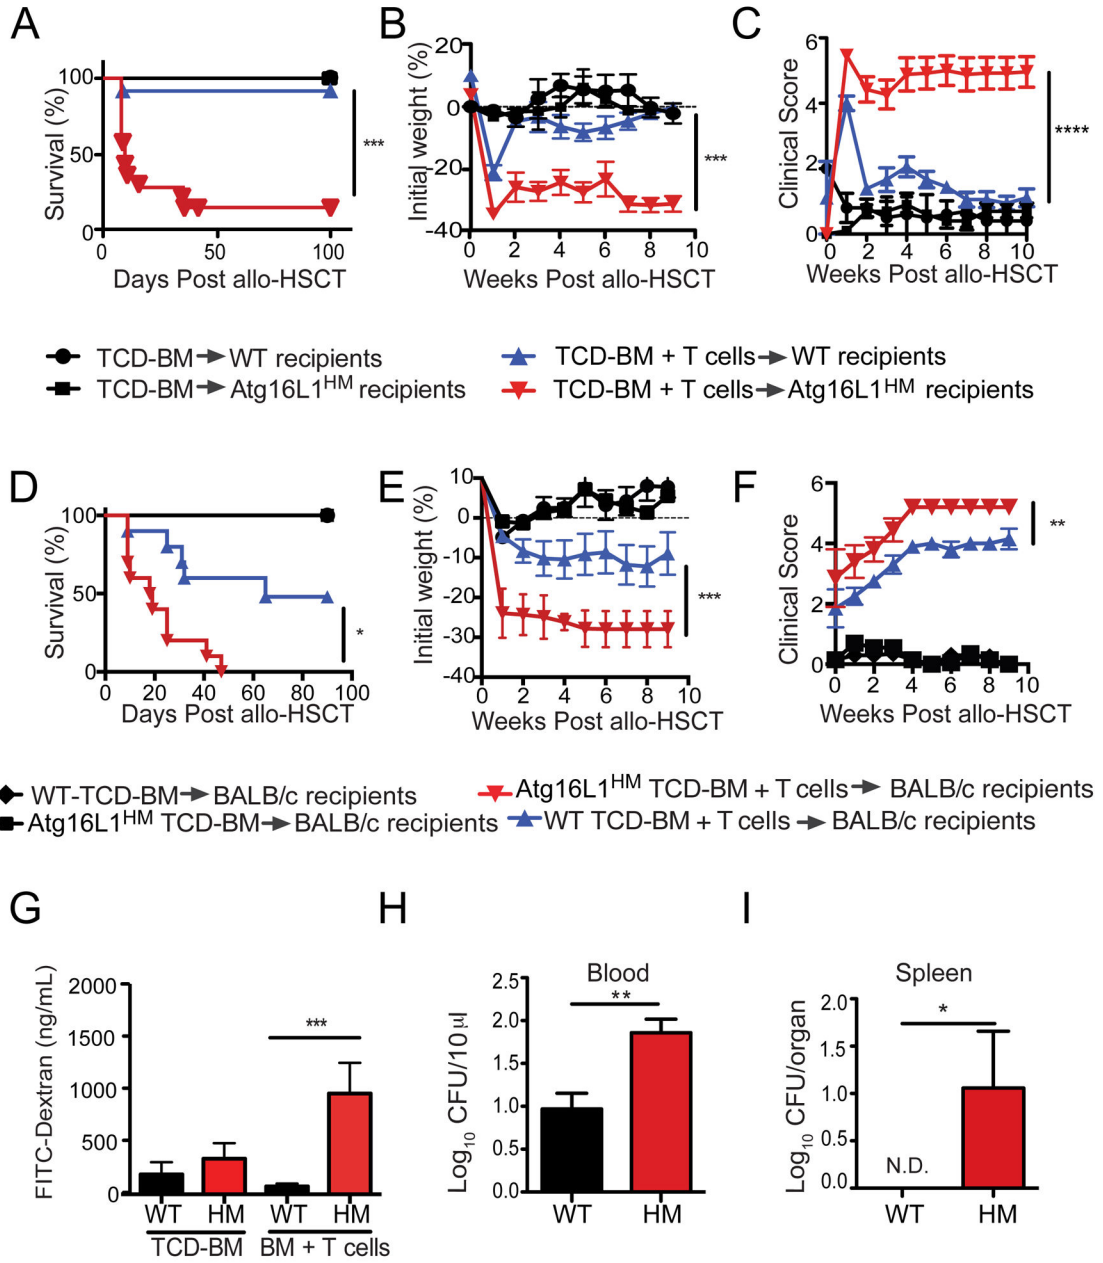 A
Survival (%)
100
50
0
0 50 100
Days Post allo-HSCT
***
B
Initial weight (%)
20
0
-20
-40
0 2 4 6 8 10
Weeks Post allo-HSCT
***
C
Clinical Score
6
4
2
0
0 2 4 6 8 10
Weeks Post allo-HSCT
****
TCD-BM → WT recipients
TCD-BM + T cells → WT recipients
TCD-BM → Atg16L1HM recipients
TCD-BM + T cells → Atg16L1HM recipients
D
Survival (%)
100
50
0
0 20 40 60 80 100
Days Post allo-HSCT
*
E
Initial weight (%)
10
0
-10
-20
-30
-40
0 2 4 6 8 10
Weeks Post allo-HSCT
***
F
Clinical Score
6
4
2
0
0 2 4 6 8 10
Weeks Post allo-HSCT
**
WT-TCD-BM → BALB/c recipients
Atg16L1HM TCD-BM + T cells → BALB/c recipients
Atg16L1HM TCD-BM → BALB/c recipients
WT TCD-BM + T cells → BALB/c recipients
G
FITC-Dextran (ng/mL)
2000
1500
1000
500
0
***
WT HM WT HM
TCD-BM BM + T cells
H
Blood
Log10 CFU/10 µl
2.5
2.0
1.5
1.0
0.5
0.0
**
WT HM
I
Spleen
Log10 CFU/organ
2.0
1.5
1.0
0.5
0.0
*
N.D.
WT HM